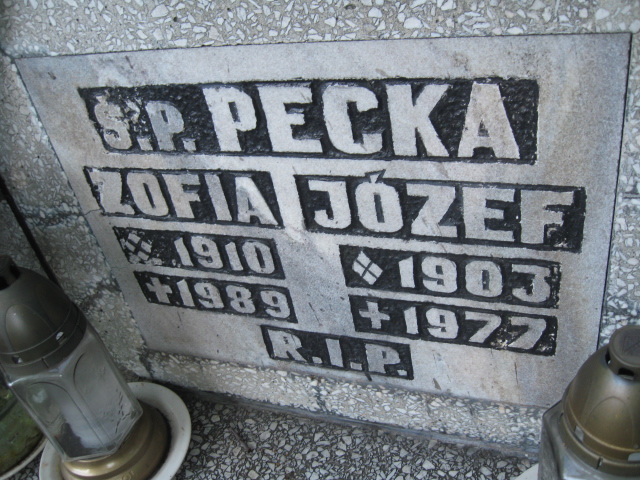 Ś.P. PECKA
ZOFIA JÓZEF
1910 1903
+1989 +1977
R.I.P.